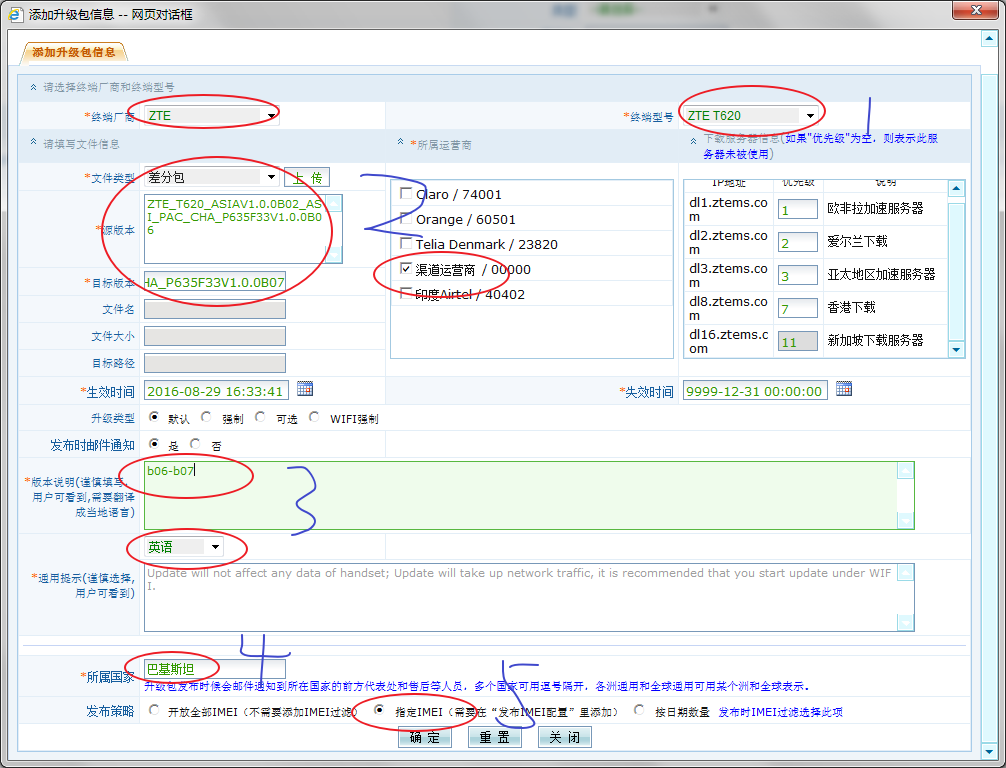 添加升级包信息 -- 网页对话框
添加升级包信息
请选择终端厂商和终端型号
*终端厂商 ZTE *终端型号 ZTE T620 1
请填写文件信息 *所属运营商 下载服务器信息(如果"优先级"为空，则表示此服
务器未被使用)
*文件类型 差分包 上 传 2
*源版本
ZTE_T620_ASIAV1.0.0B02_AS
I_PAC_CHA_P635F33V1.0.0B0
6
*目标版本 HA_P635F33V1.0.0B07
文件名
文件大小
目标路径
Claro / 74001
Orange / 60501
Telia Denmark / 23820
渠道运营商 / 00000
印度Airtel / 40402
IP地址 优先级 说明
dl1.ztems.co
m 1 欧非拉加速服务器
dl2.ztems.co
m 2 爱尔兰下载
dl3.ztems.co
m 3 亚太地区加速服务器
dl8.ztems.co
m 7 香港下载
dl16.ztems.c
om 11 新加坡下载服务器
*生效时间 2016-08-29 16:33:41 *失效时间 9999-12-31 00:00:00
升级类型 默认 强制 可选 WIFI强制
发布时邮件通知 是 否
*版本说明(谨慎填写,
用户可看到,需要翻译
成当地语言)
b06-b07 3
英语
*通用提示(谨慎选择,
用户可看到)
Update will not affect any data of handset; Update will take up network traffic, it is recommended that you start update under WIF
I.
4
*所属国家 巴基斯坦
升级包发布时候会邮件通知到所在国家的前方代表处和售后等人员，多个国家可用逗号隔开，各洲通用和全球通用可用某个洲和全球表示。
5
发布策略 开放全部IMEI（不需要添加IMEI过滤） 指定IMEI（需要在“发布IMEI配置”里添加） 按日期数量 发布时IMEI过滤选择此项
确 定 重 置 关 闭